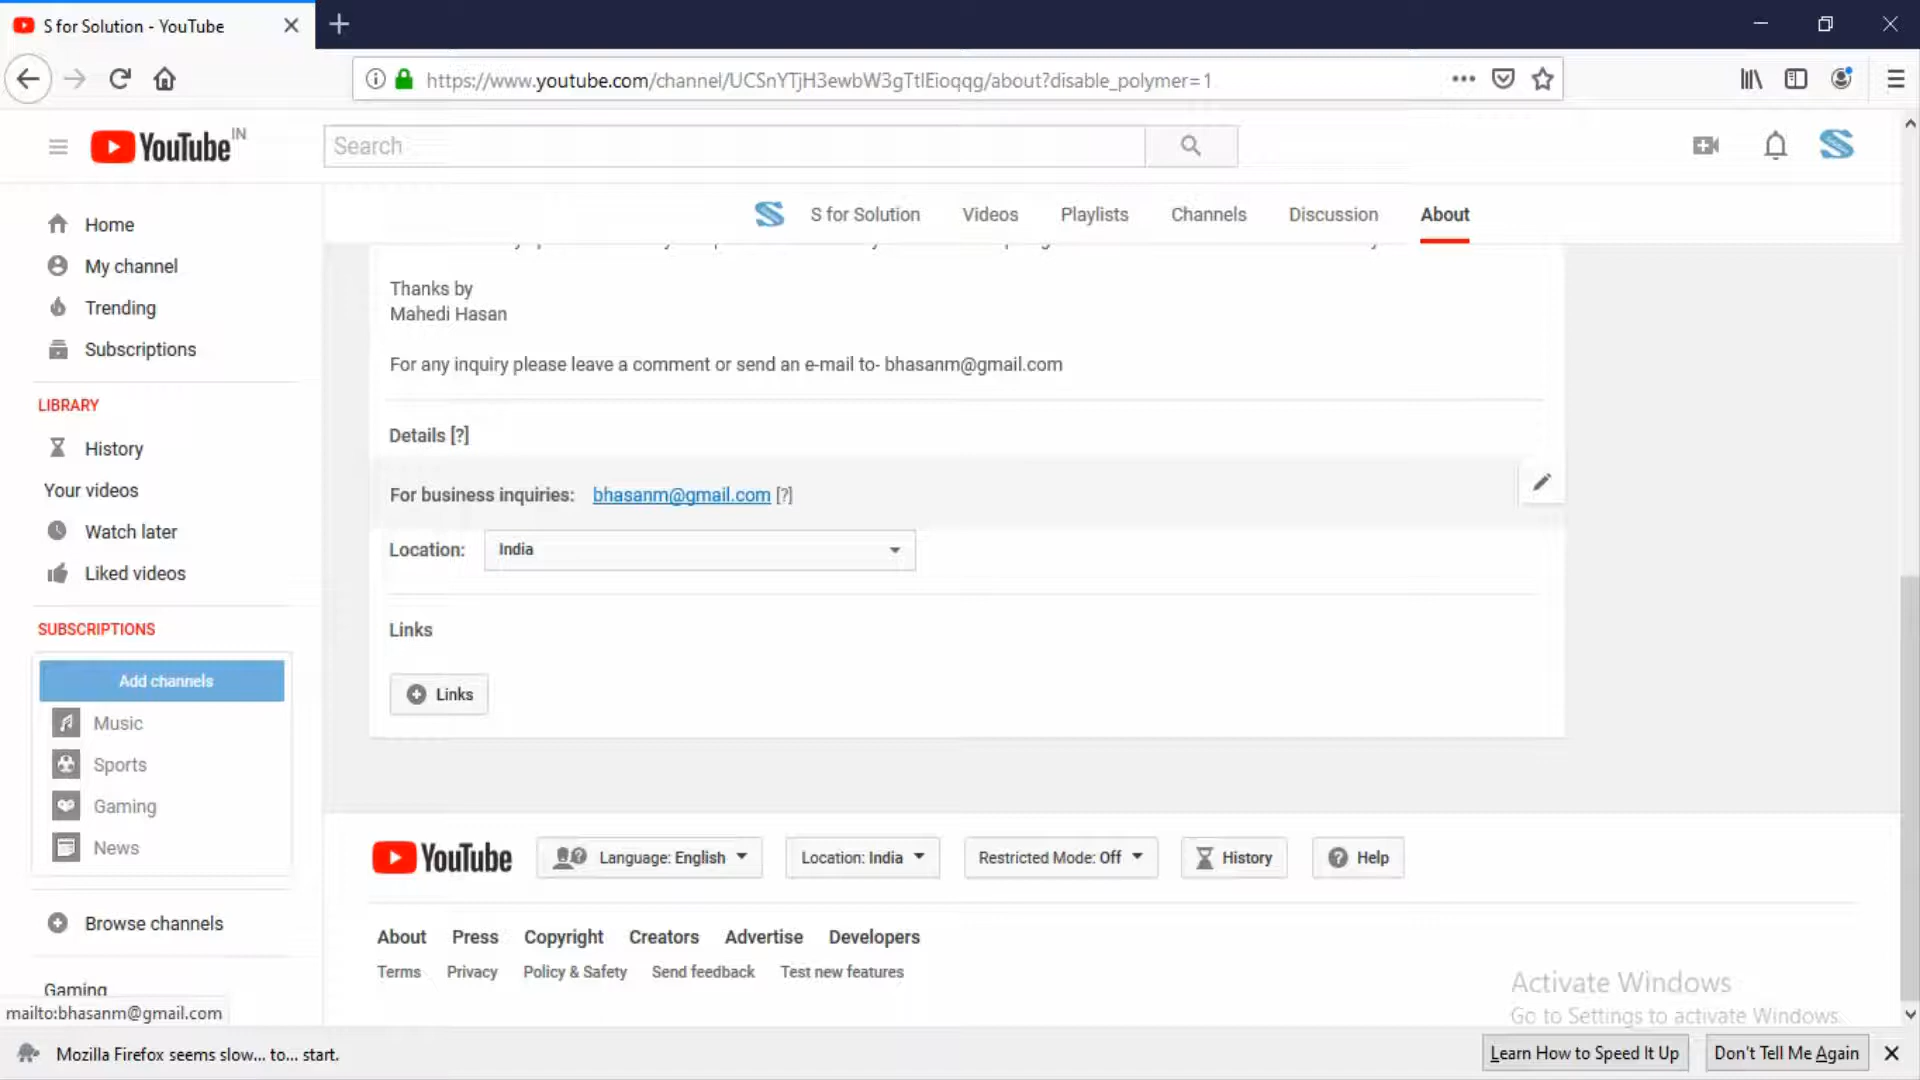 S for Solution - YouTube
https://www.youtube.com/channel/UCSnYTjH3ewbW3gTtlEioqqg/about?disable_polymer=1
YouTube IN
Search
S for Solution
Videos
Playlists
Channels
Discussion
About
Home
My channel
Trending
Subscriptions
LIBRARY
History
Your videos
Watch later
Liked videos
SUBSCRIPTIONS
Add channels
Music
Sports
Gaming
News
Browse channels
Gaming
mailto:bhasanm@gmail.com
Thanks by
Mahedi Hasan
For any inquiry please leave a comment or send an e-mail to- bhasanm@gmail.com
Details [?]
For business inquiries: bhasanm@gmail.com [?]
Location: India
Links
Links
YouTube
Language: English
Location: India
Restricted Mode: Off
History
Help
About Press Copyright Creators Advertise Developers
Terms Privacy Policy & Safety Send feedback Test new features
Activate Windows
Go to Settings to activate Windows.
Mozilla Firefox seems slow... to... start.
Learn How to Speed It Up
Don't Tell Me Again